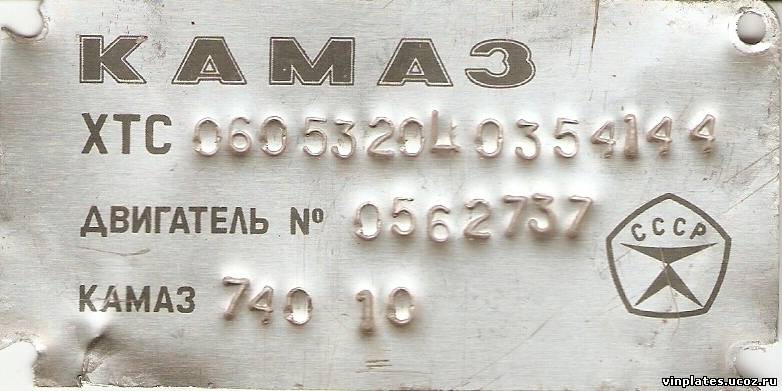 КАМАЗ
ХТС 06053204 0354144
ДВИГАТЕЛЬ № 0562737
СССР
КАМАЗ 740 10
vinplates.ucoz.ru